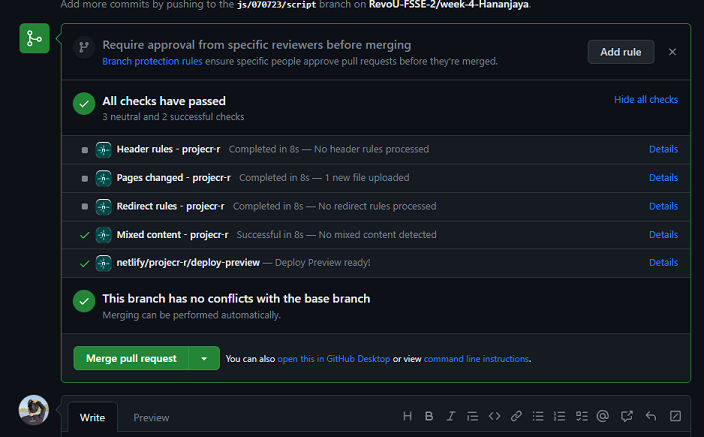 Add more commits by pushing to the js/070723/script branch on RevoU-FSSE-2/week-4-Hananjaya.
Require approval from specific reviewers before merging
Branch protection rules ensure specific people approve pull requests before they're merged.
Add rule
All checks have passed
3 neutral and 2 successful checks
Hide all checks
Header rules - projecr-r Completed in 8s — No header rules processed Details
Pages changed - projecr-r Completed in 8s — 1 new file uploaded Details
Redirect rules - projecr-r Completed in 8s — No redirect rules processed Details
Mixed content - projecr-r Successful in 8s — No mixed content detected Details
netlify/projecr-r/deploy-preview — Deploy Preview ready! Details
This branch has no conflicts with the base branch
Merging can be performed automatically.
Merge pull request You can also open this in GitHub Desktop or view command line instructions.
Write Preview